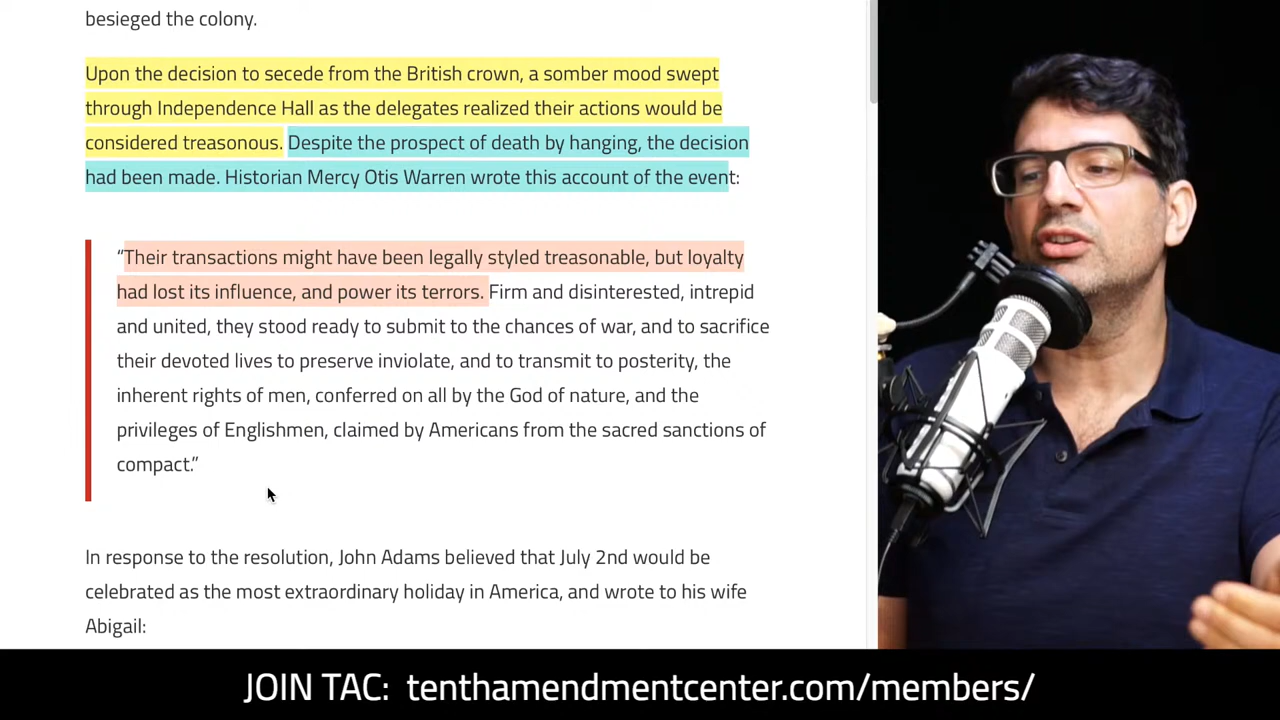 besieged the colony.
Upon the decision to secede from the British crown, a somber mood swept
through Independence Hall as the delegates realized their actions would be
considered treasonous. Despite the prospect of death by hanging, the decision
had been made. Historian Mercy Otis Warren wrote this account of the event:
“Their transactions might have been legally styled treasonable, but loyalty
had lost its influence, and power its terrors. Firm and disinterested, intrepid
and united, they stood ready to submit to the chances of war, and to sacrifice
their devoted lives to preserve inviolate, and to transmit to posterity, the
inherent rights of men, conferred on all by the God of nature, and the
privileges of Englishmen, claimed by Americans from the sacred sanctions of
compact.”
In response to the resolution, John Adams believed that July 2nd would be
celebrated as the most extraordinary holiday in America, and wrote to his wife
Abigail:
JOIN TAC: tenthamendmentcenter.com/members/